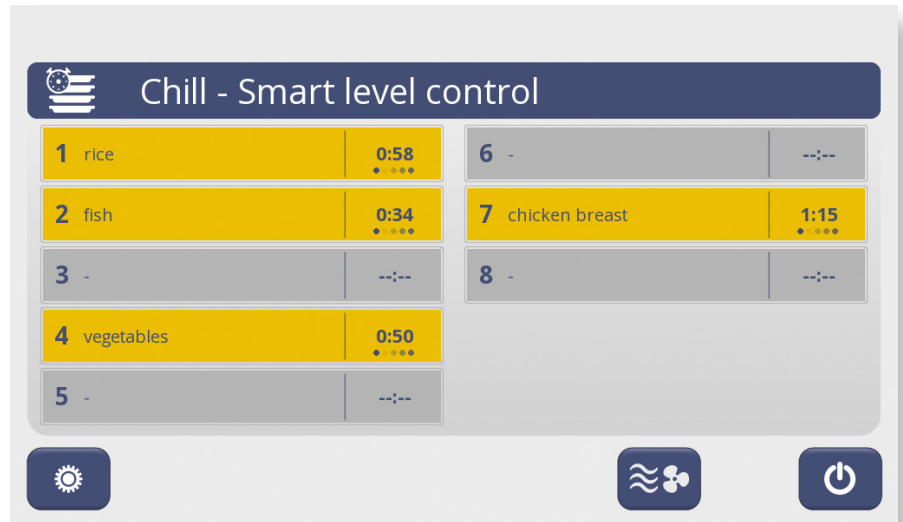 Chill - Smart level control
1 rice 0:58
2 fish 0:34
3 - --:--
4 vegetables 0:50
5 - --:--
6 - --:--
7 chicken breast 1:15
8 - --:--